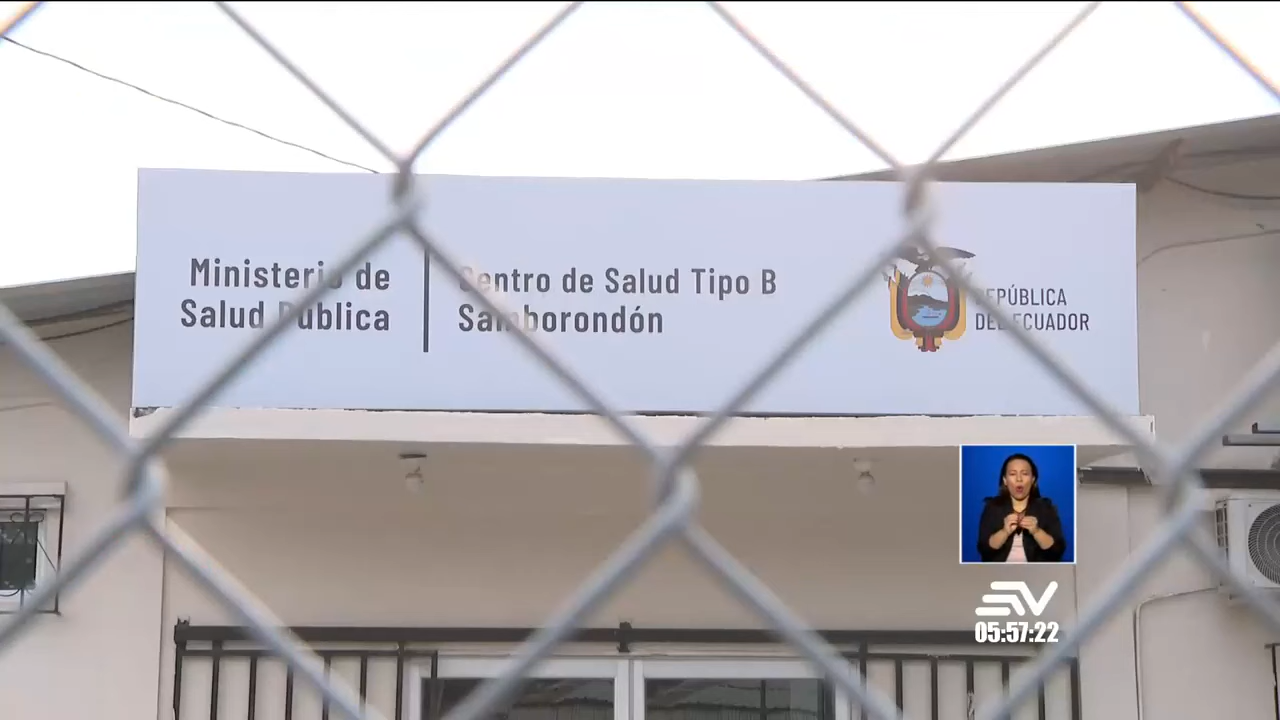 Ministerio de
Salud Pública
Centro de Salud Tipo B
Samborondón
REPÚBLICA
DEL ECUADOR
05:57:22